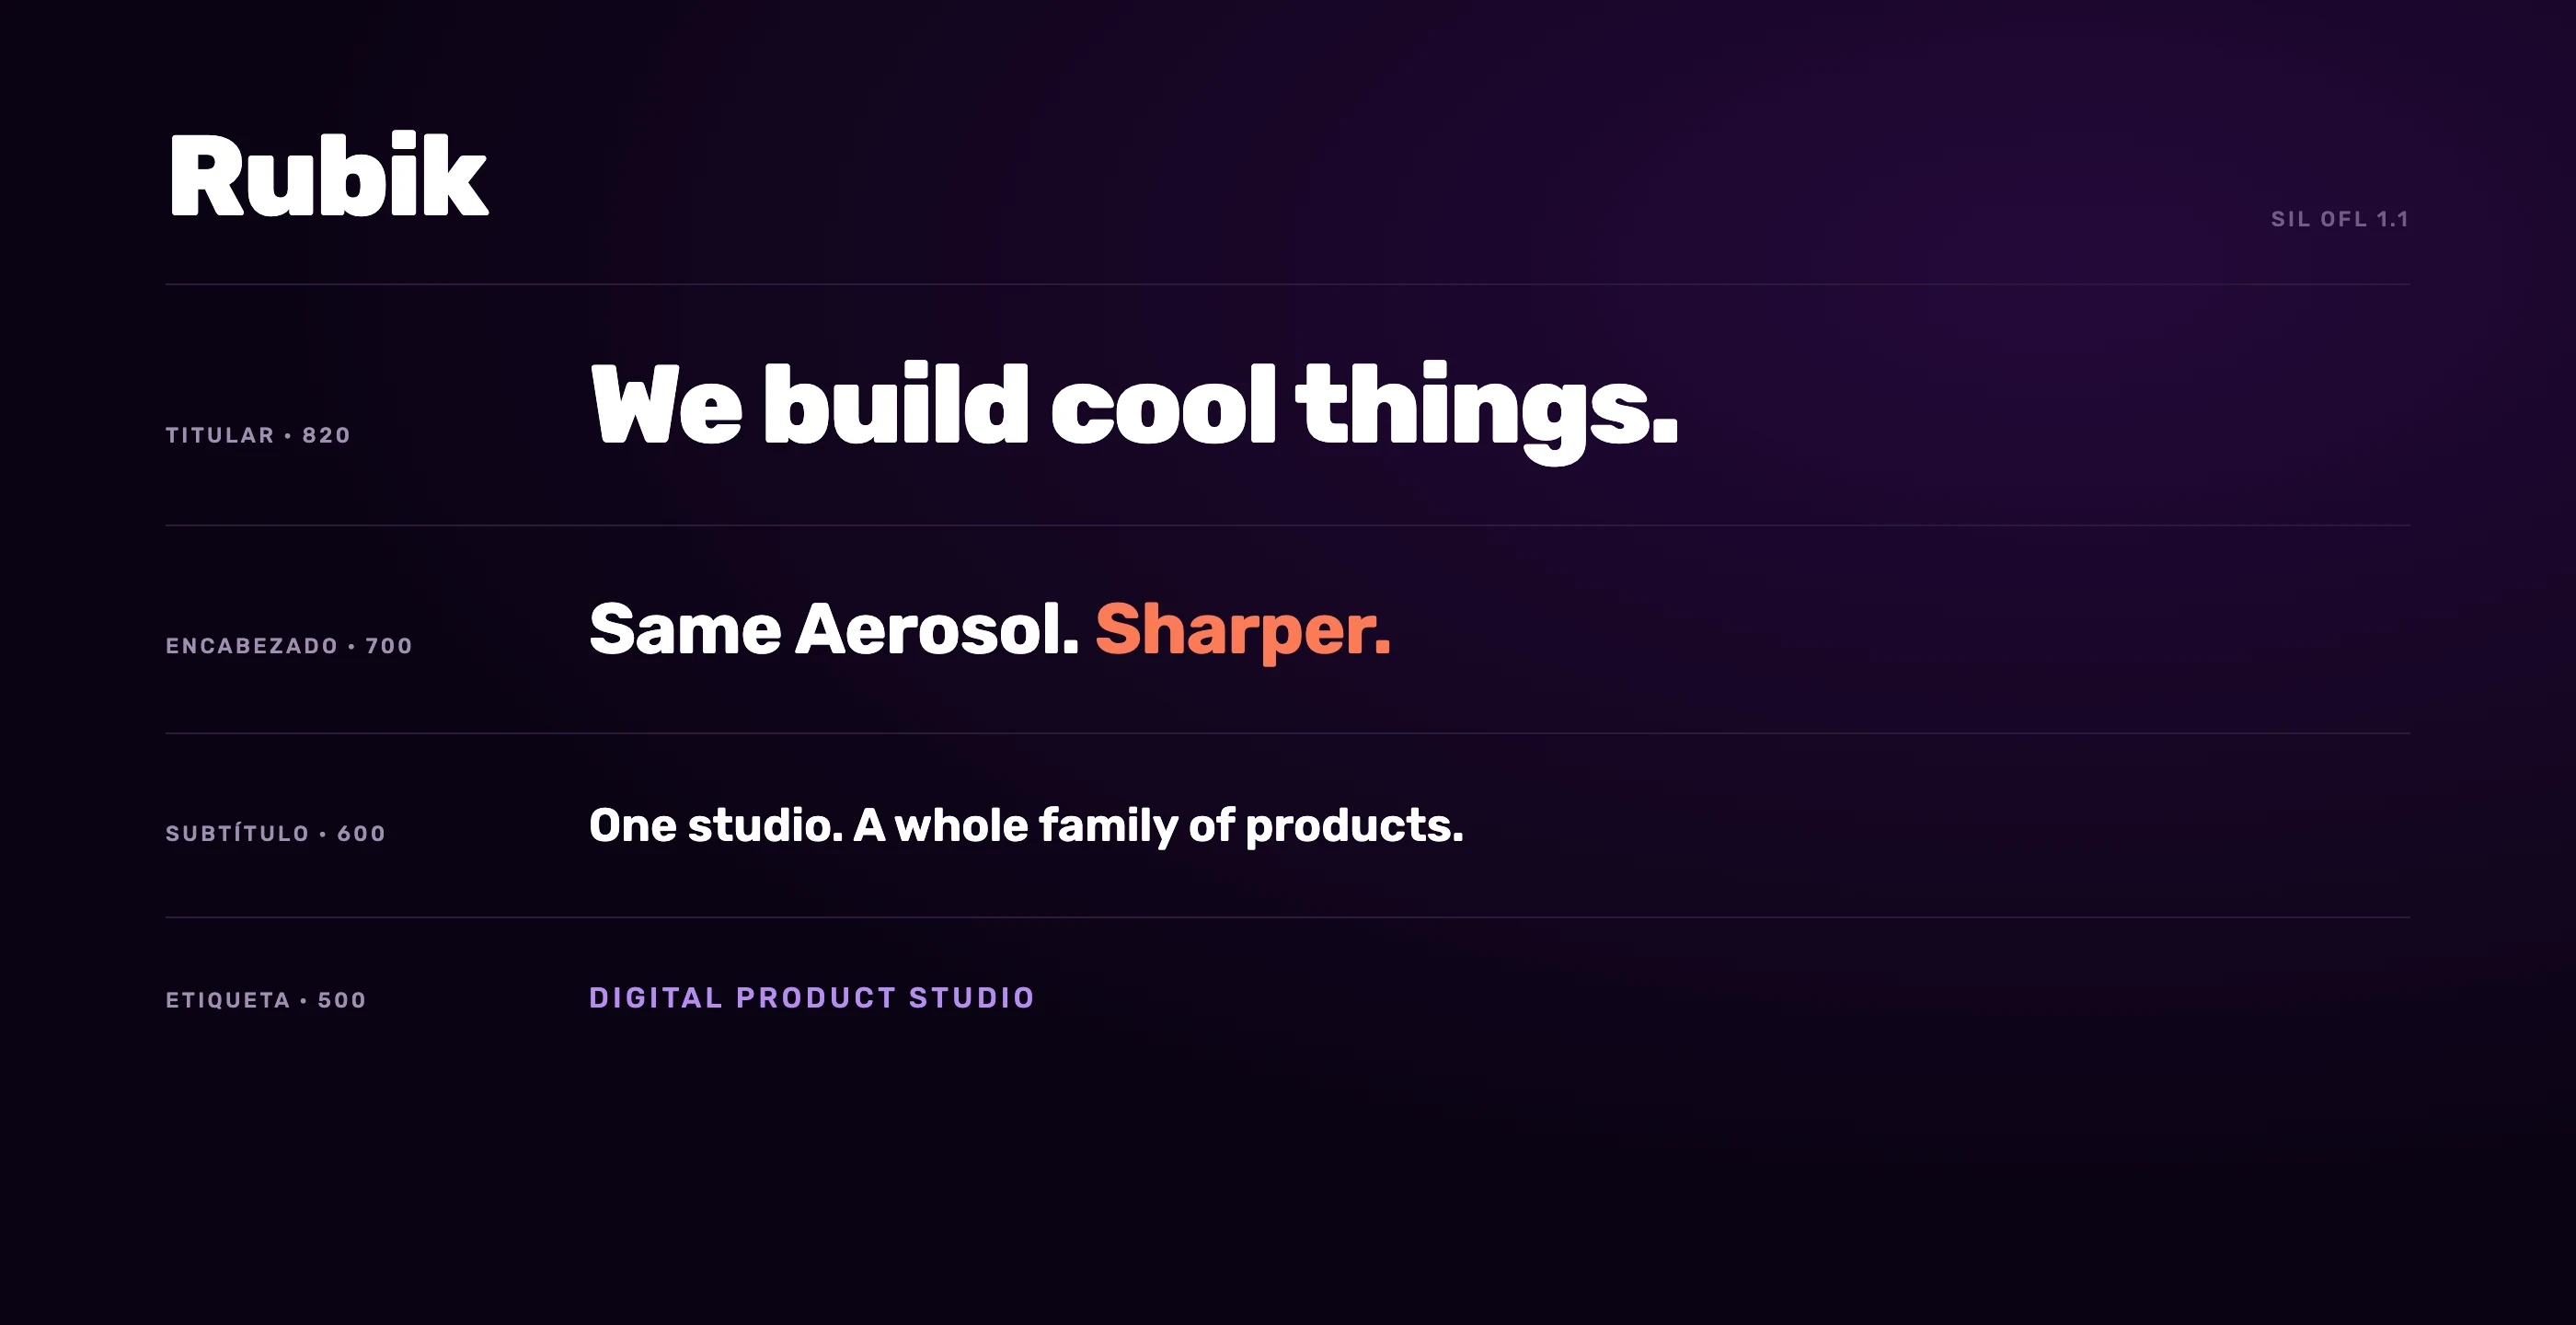 Rubik
SIL OFL 1.1
TITULAR • 820
We build cool things.
ENCABEZADO • 700
Same Aerosol. Sharper.
SUBTÍTULO • 600
One studio. A whole family of products.
ETIQUETA • 500
DIGITAL PRODUCT STUDIO